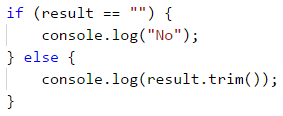 if (result == "") {
    console.log("No");
} else {
    console.log(result.trim());
}